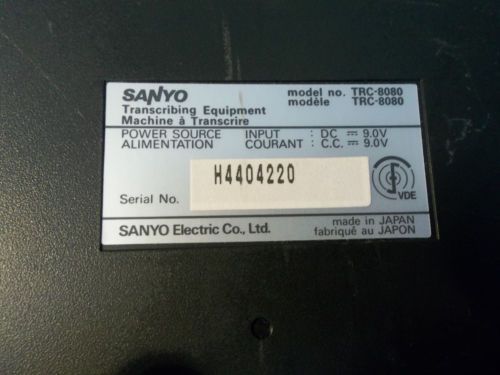 SANYO model no. TRC-8080
Transcribing Equipment modèle TRC-8080
Machine à Transcrire
POWER SOURCE INPUT : DC ⎓ 9.0V
ALIMENTATION COURANT : C.C. ⎓ 9.0V
H4404220
Serial No.
VDE
SANYO Electric Co., Ltd. made in JAPAN
fabriqué au JAPON